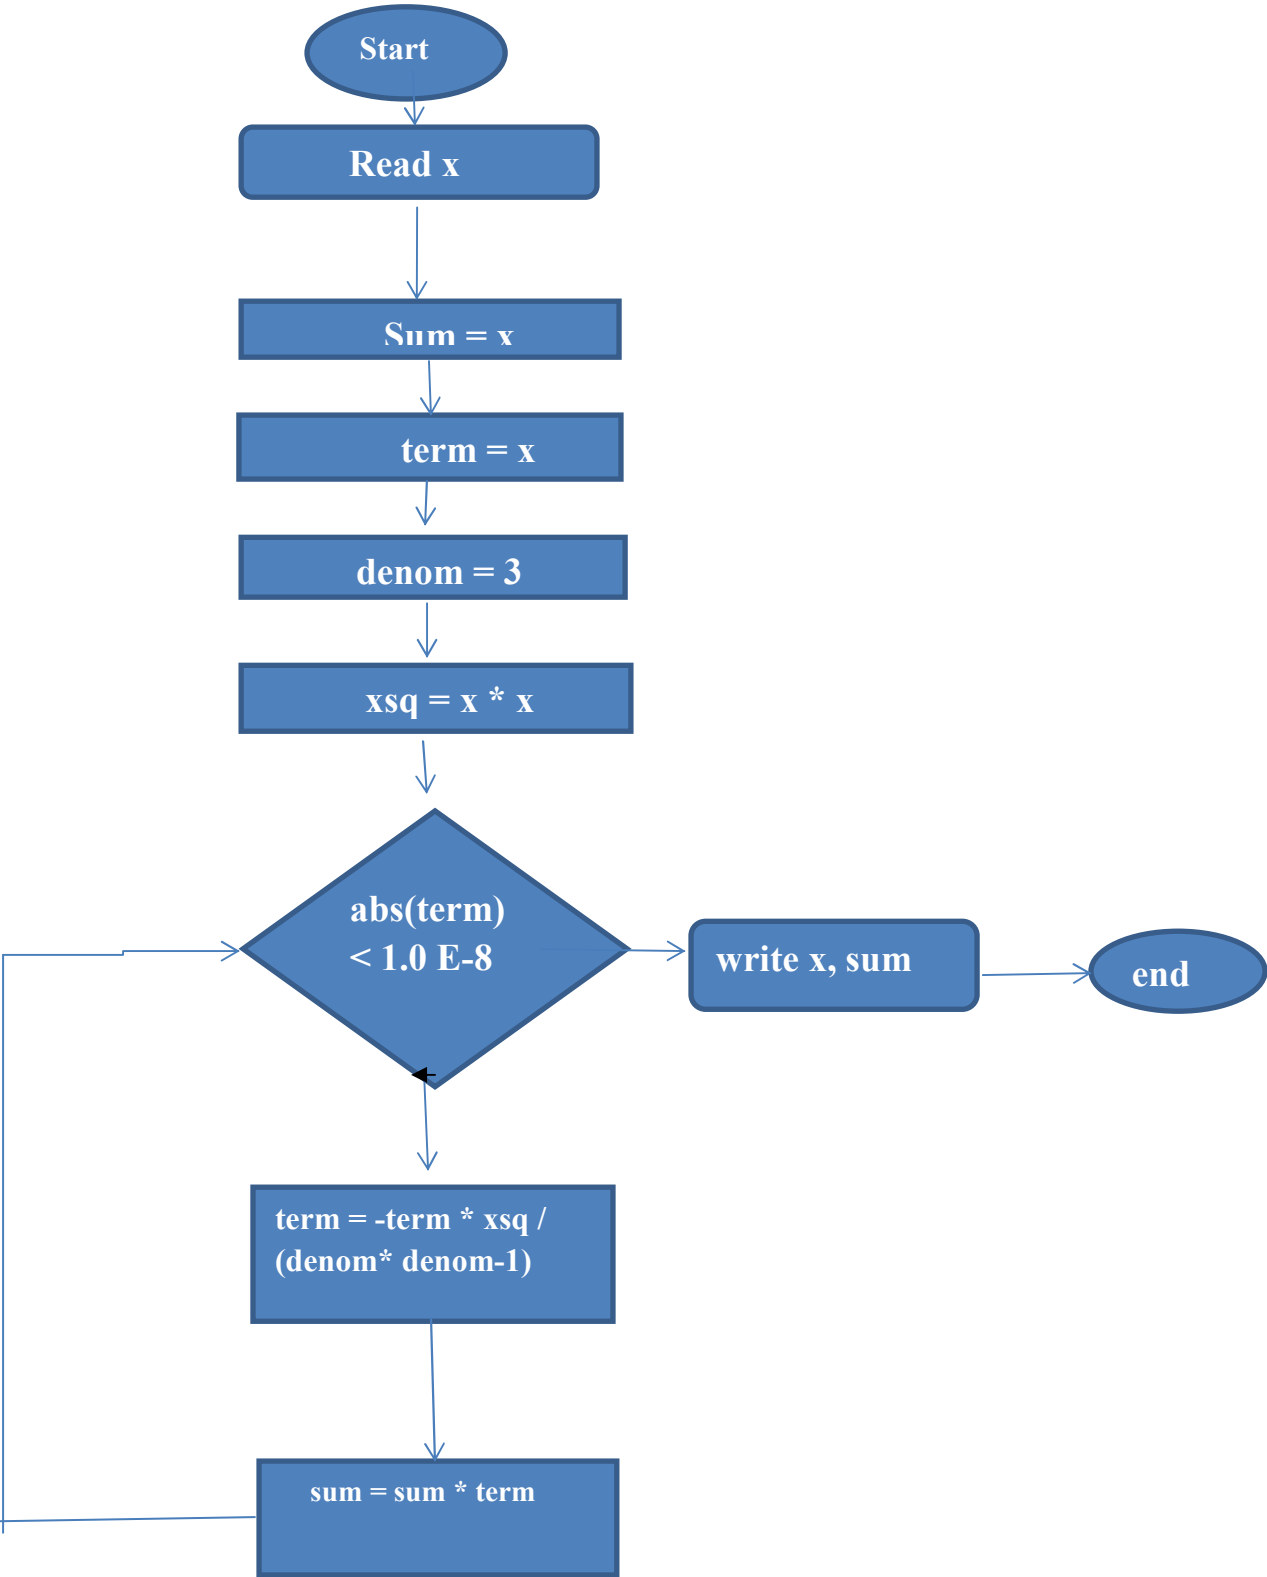 Start
Read x
Sum = x
term = x
denom = 3
xsq = x * x
abs(term)
< 1.0 E-8
write x, sum
end
term = -term * xsq /
(denom* denom-1)
sum = sum * term